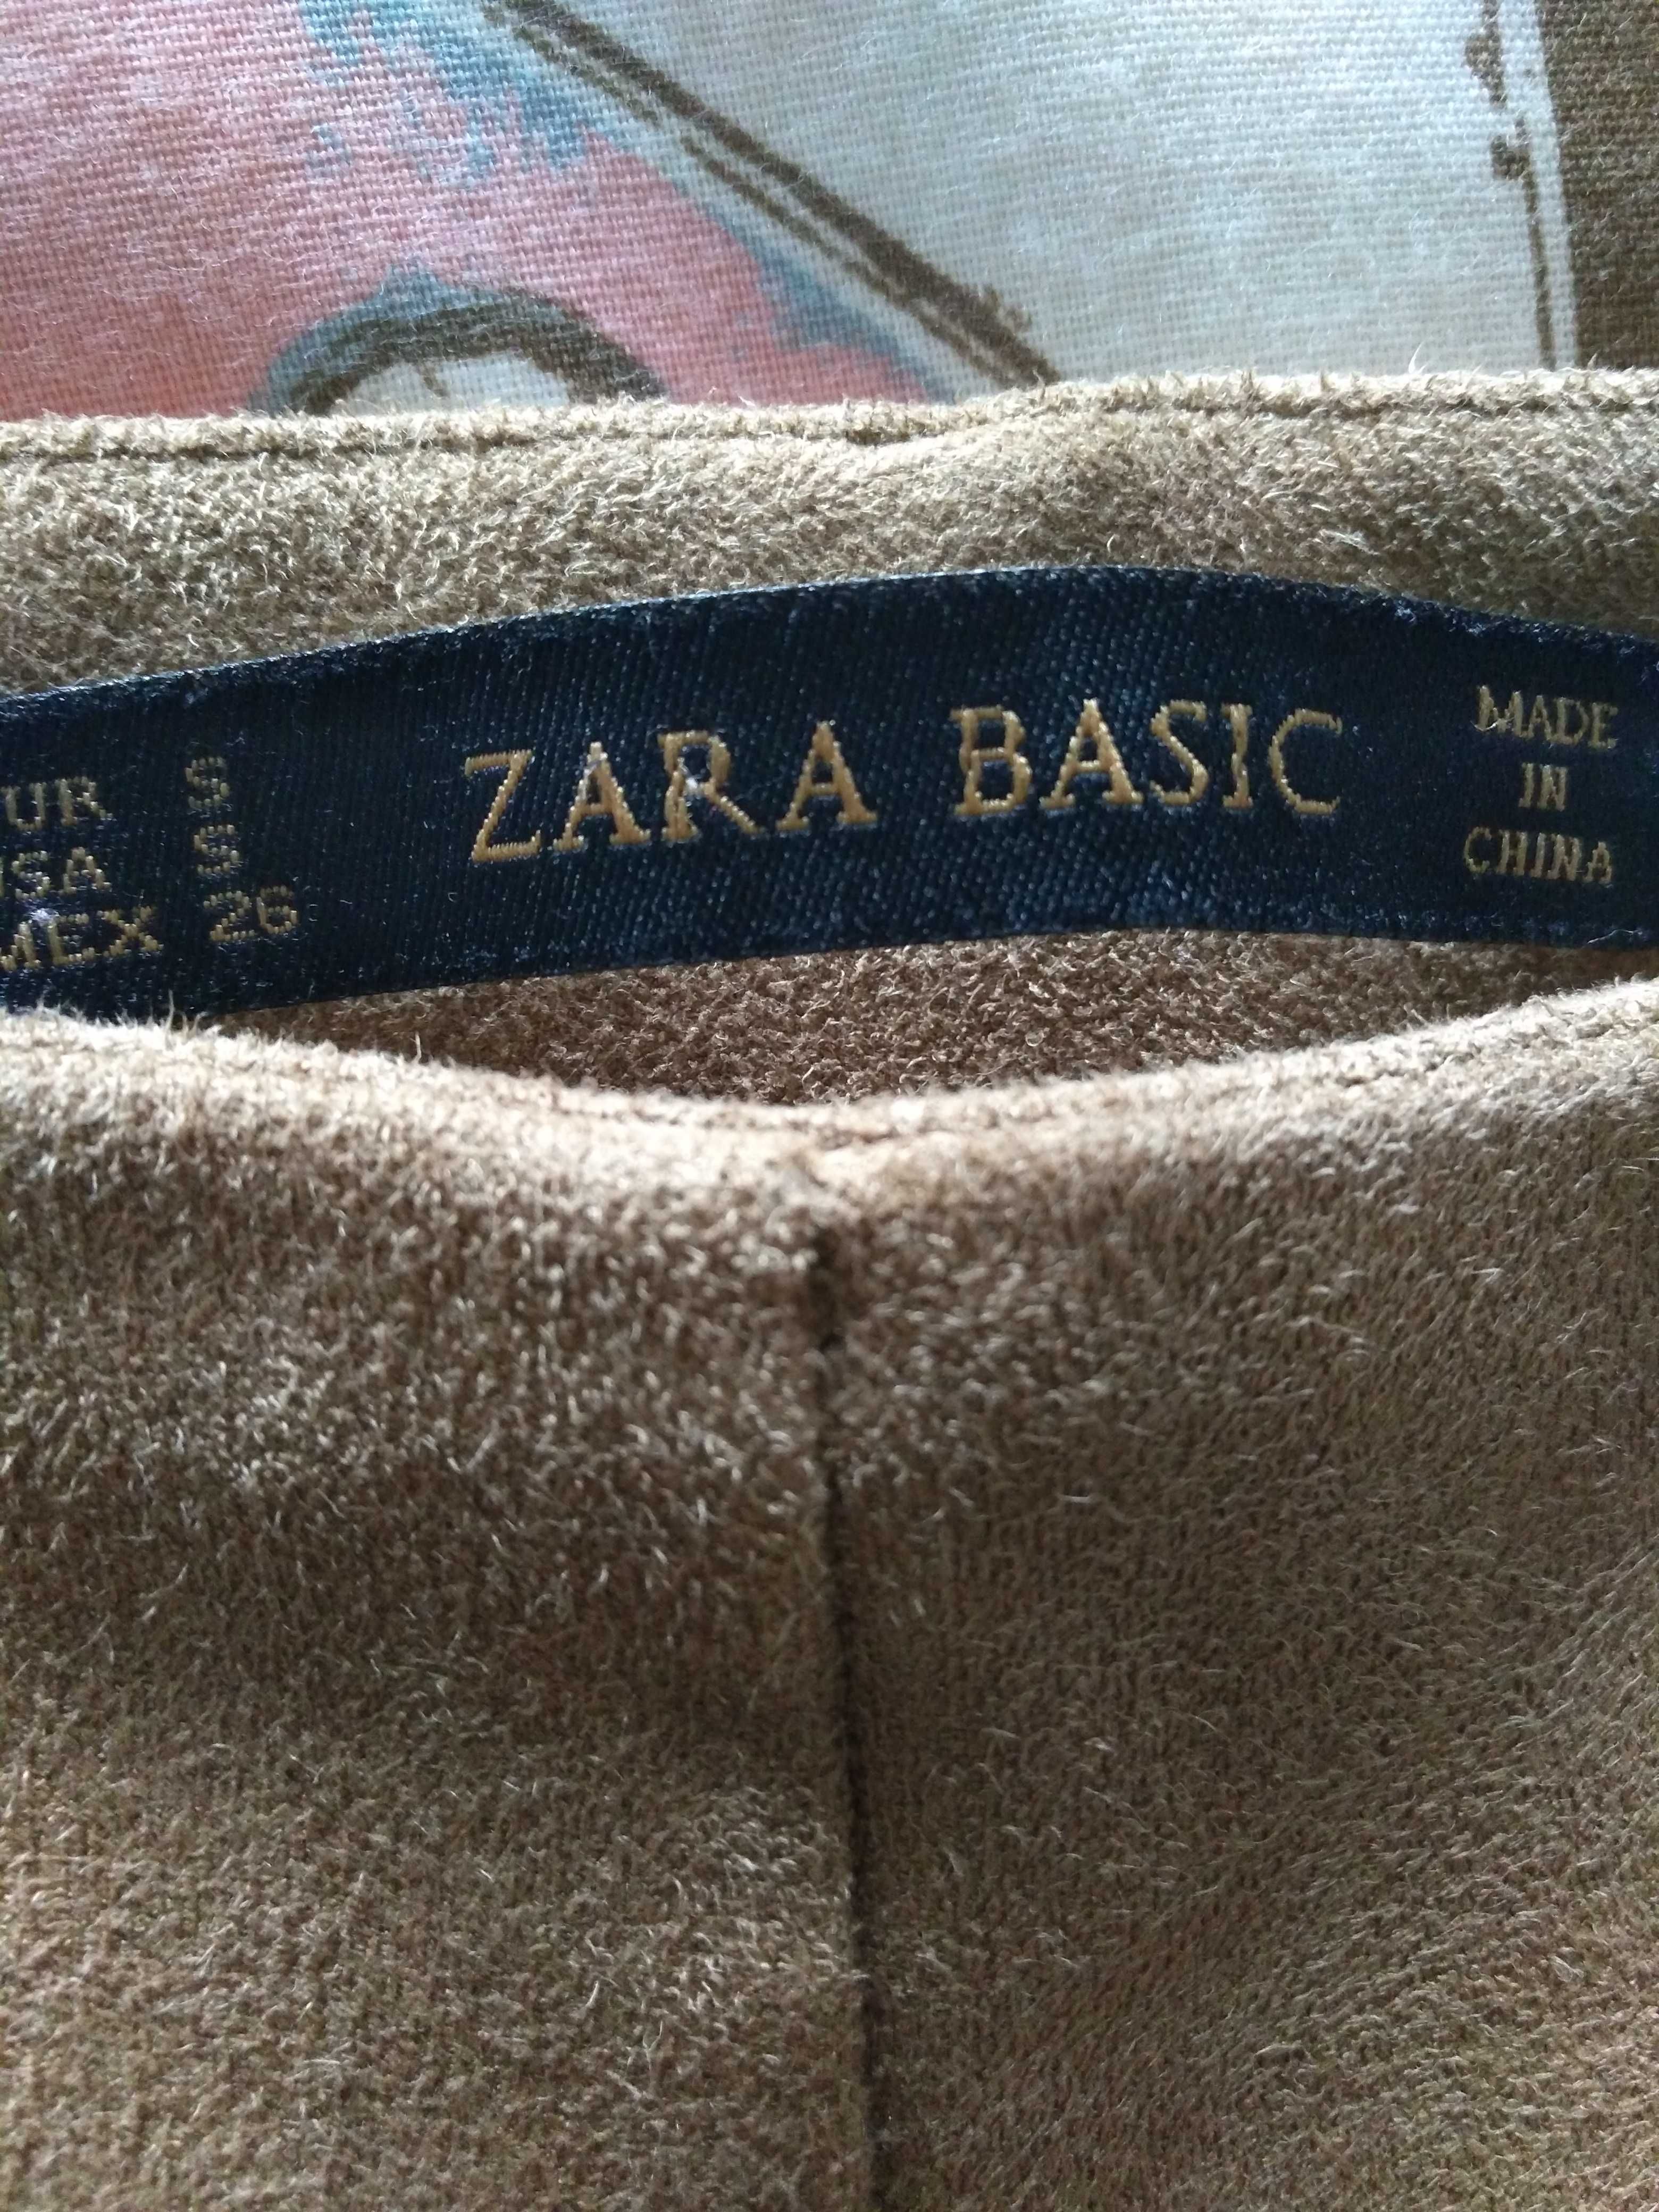 UR S
USA S
MEX 26
ZARA BASIC
MADE
IN
CHINA